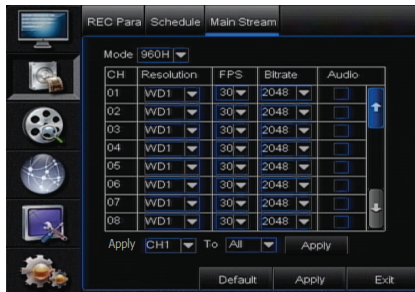 REC Para Schedule Main Stream
Mode 960H
CH Resolution FPS Bitrate Audio
01 WD1 30 2048
02 WD1 30 2048
03 WD1 30 2048
04 WD1 30 2048
05 WD1 30 2048
06 WD1 30 2048
07 WD1 30 2048
08 WD1 30 2048
Apply CH1 To All Apply
Default Apply Exit